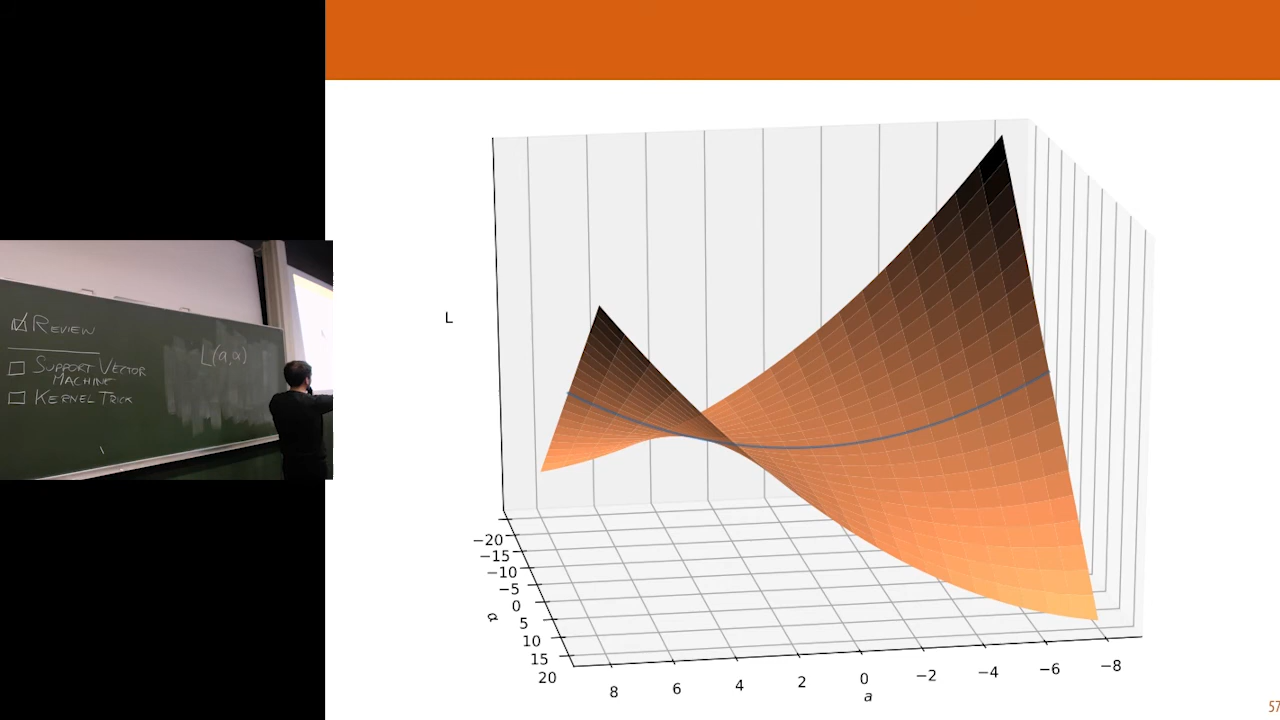 ☑ REVIEW
☐ SUPPORT VECTOR
MACHINE
☐ KERNEL TRICK
L(a,α)
L
−20
−15
−10
−5
0
5
10
15
20
α
8
6
4
2
0
−2
−4
−6
−8
a
57